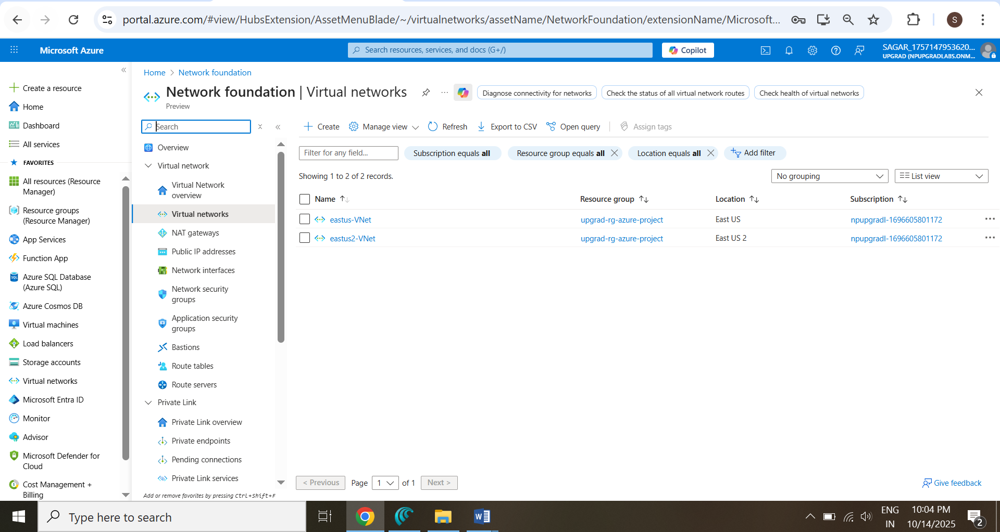 portal.azure.com/#view/HubsExtension/AssetMenuBlade/~/virtualnetworks/assetName/NetworkFoundation/extensionName/Microsoft...
S
Microsoft Azure
Search resources, services, and docs (G+/)
Copilot
SAGAR_1757147953620...
UPGRAD (NPUPGRADLABS.ONM...
Create a resource
Home
Dashboard
All services
FAVORITES
All resources (Resource
Manager)
Resource groups
(Resource Manager)
App Services
Function App
Azure SQL Database
(Azure SQL)
Azure Cosmos DB
Virtual machines
Load balancers
Storage accounts
Virtual networks
Microsoft Entra ID
Monitor
Advisor
Microsoft Defender for
Cloud
Cost Management +
Billing
Home > Network foundation
Network foundation | Virtual networks
Preview
Diagnose connectivity for networks
Check the status of all virtual network routes
Check health of virtual networks
Search
Overview
Virtual network
Virtual Network
overview
Virtual networks
NAT gateways
Public IP addresses
Network interfaces
Network security
groups
Application security
groups
Bastions
Route tables
Route servers
Private Link
Private Link overview
Private endpoints
Pending connections
Private Link services
Add or remove favorites by pressing Ctrl+Shift+F
Create Manage view Refresh Export to CSV Open query Assign tags
Filter for any field... Subscription equals all Resource group equals all Location equals all Add filter
Showing 1 to 2 of 2 records.
No grouping List view
Name Resource group Location Subscription
eastus-VNet upgrad-rg-azure-project East US npupgradl-1696605801172
eastus2-VNet upgrad-rg-azure-project East US 2 npupgradl-1696605801172
< Previous Page 1 of 1 Next >
Give feedback
Type here to search
ENG
IN
10:04 PM
10/14/2025
2